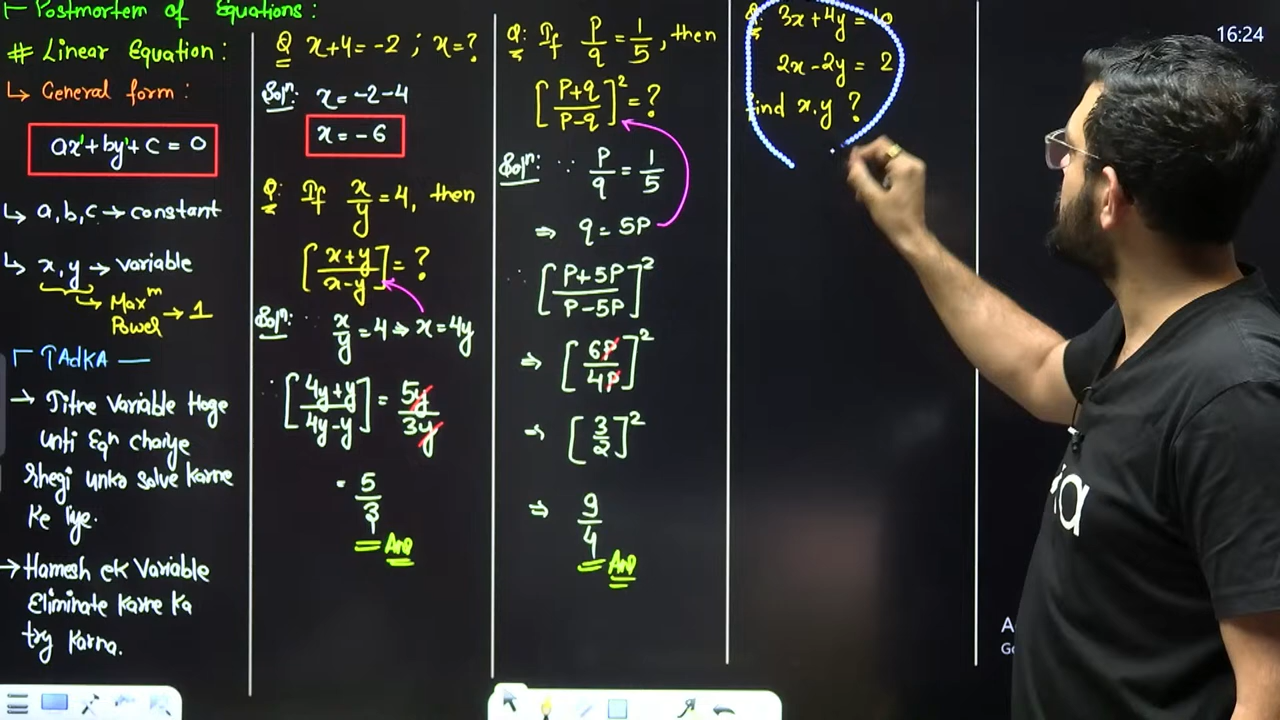 Postmortem of Equations :
# Linear Equation :
↳ General form :
ax¹+by¹+c = 0
↳ a, b, c → constant
↳ x, y → variable
↳ Maxᵐ Power → 1
TAdKA —
→ Jitne Variable Hoge
utni Eqⁿ chaiye
Rhegi unko solve karne
Ke liye.
→ Hamesh ek Variable
Eliminate Karne Ka
try Karna.
Q x+4 = -2 ; x = ?
Solⁿ: x = -2-4
x = -6
Q: If x/y = 4, then
[x+y/x-y] = ?
Solⁿ: ∵ x/y = 4 ⇒ x = 4y
∴ [4y+y/4y-y] = 5y/3y
= 5/3
Ans
Q: If P/q = 1/5, then
[P+q/P-q]² = ?
Solⁿ: ∵ P/q = 1/5
⇒ q = 5P
∴ [P+5P/P-5P]²
⇒ [6P/4P]²
⇒ [3/2]²
⇒ 9/4
Ans
Q: 3x+4y =
2x-2y = 2
find x, y ?
16:24